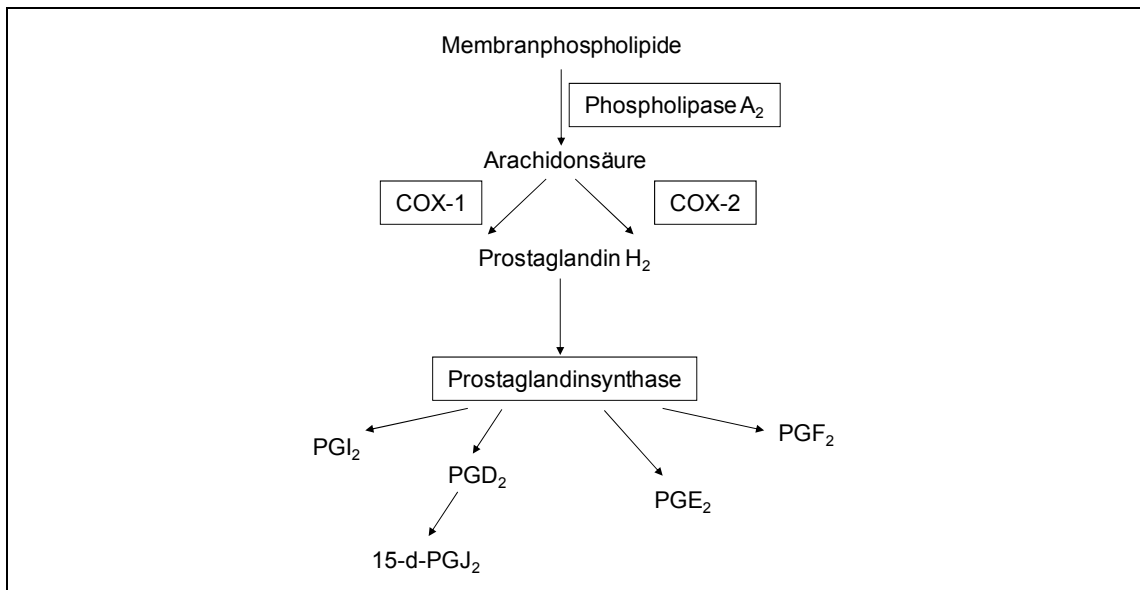 Membranphospholipide
Phospholipase A₂
Arachidonsäure
COX-1
COX-2
Prostaglandin H₂
Prostaglandinsynthase
PGI₂
PGD₂
PGE₂
PGF₂
15-d-PGJ₂